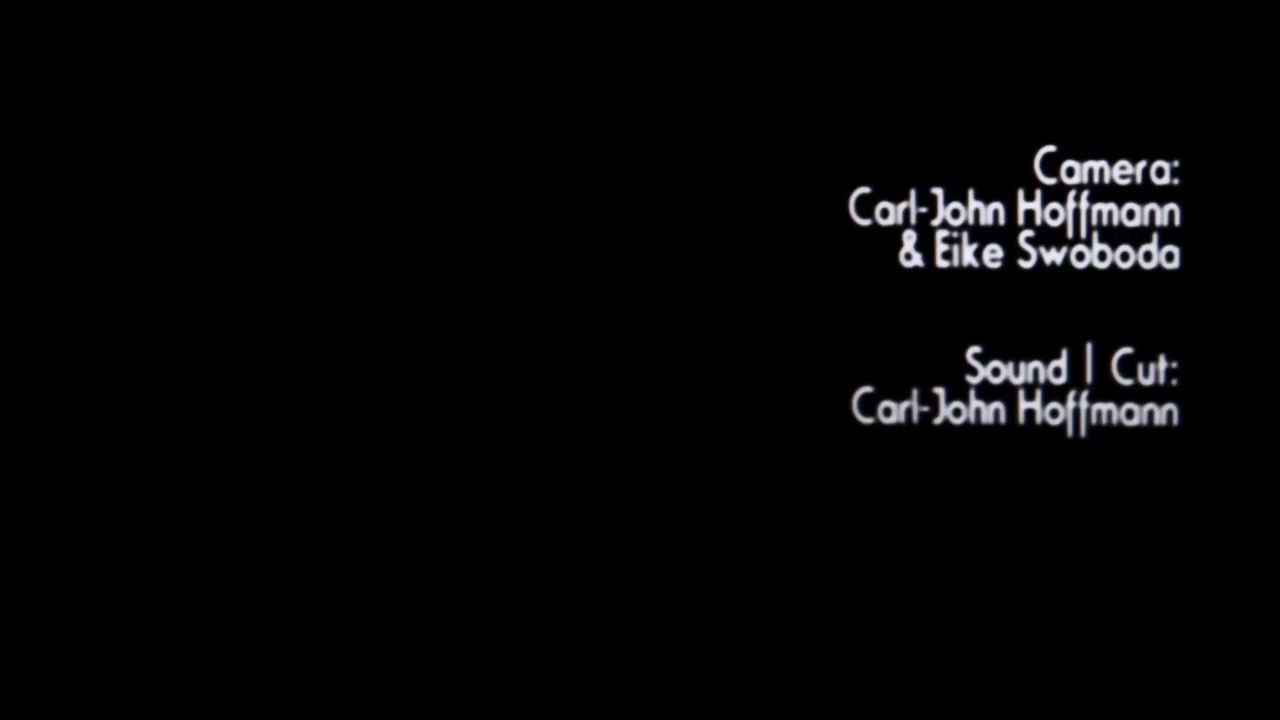 Camera:
Carl-John Hoffmann
& Eike Swoboda
Sound | Cut:
Carl-John Hoffmann